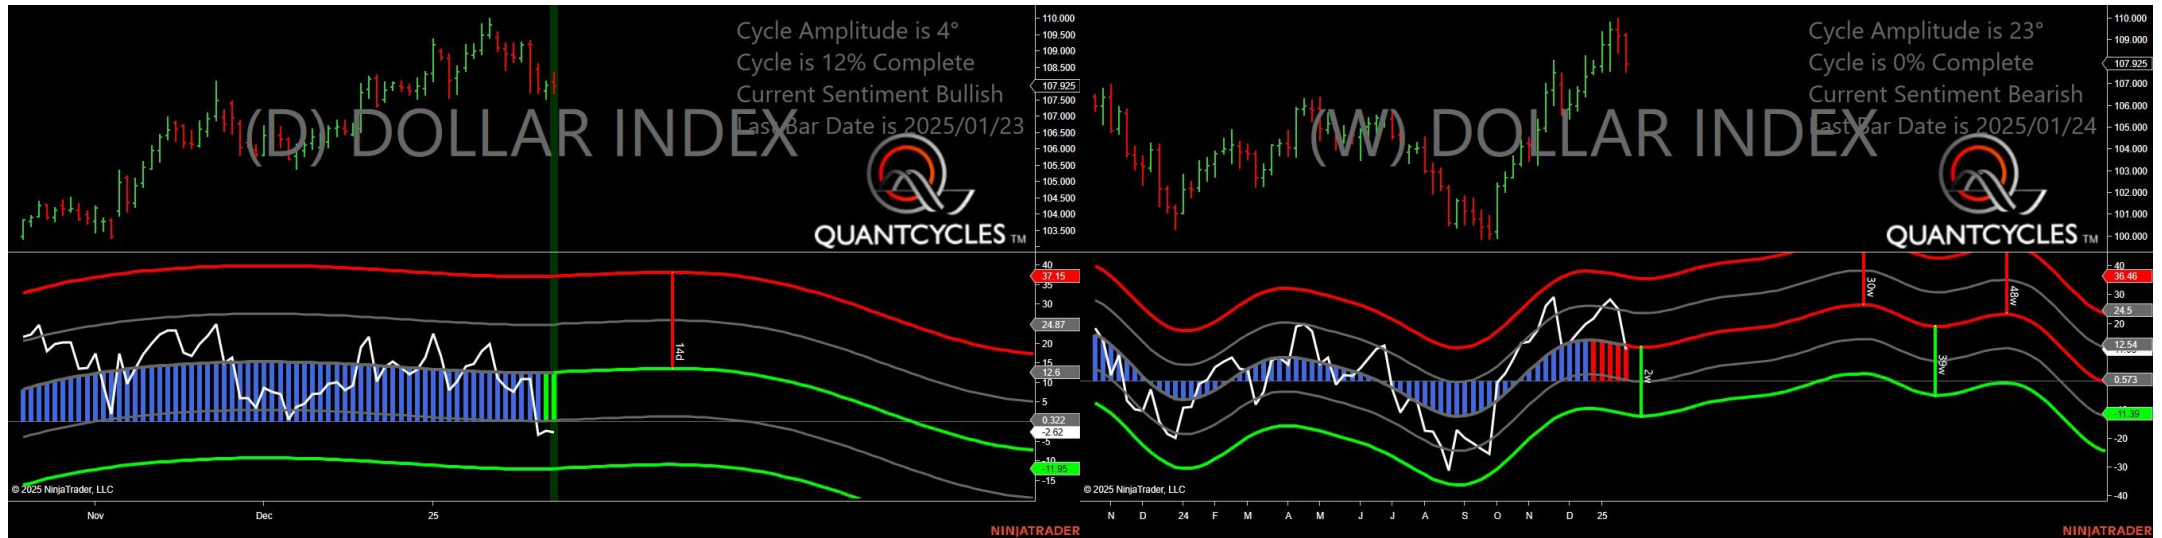 Cycle Amplitude is 4°
Cycle is 12% Complete
Current Sentiment Bullish
Last Bar Date is 2025/01/23
(D) DOLLAR INDEX
QUANTCYCLES TM
110.000
109.500
109.000
108.500
107.925
107.500
107.000
106.500
106.000
105.500
105.000
104.500
104.000
103.500
40
37.15
35
30
24.87
20
15
12.6
10
5
0.322
-2.62
-5
-10
-11.95
-15
14d
© 2025 NinjaTrader, LLC
Nov Dec 25
NINJATRADER
Cycle Amplitude is 23°
Cycle is 0% Complete
Current Sentiment Bearish
Last Bar Date is 2025/01/24
(W) DOLLAR INDEX
QUANTCYCLES TM
110.000
109.000
107.925
107.000
106.000
105.000
104.000
103.000
102.000
101.000
100.000
40
36.46
30
24.5
20
12.54
0.573
-11.39
-20
-30
-40
2w
30w
39w
48w
© 2025 NinjaTrader, LLC
N D 24 F M A M J J A S O N D 25
NINJATRADER